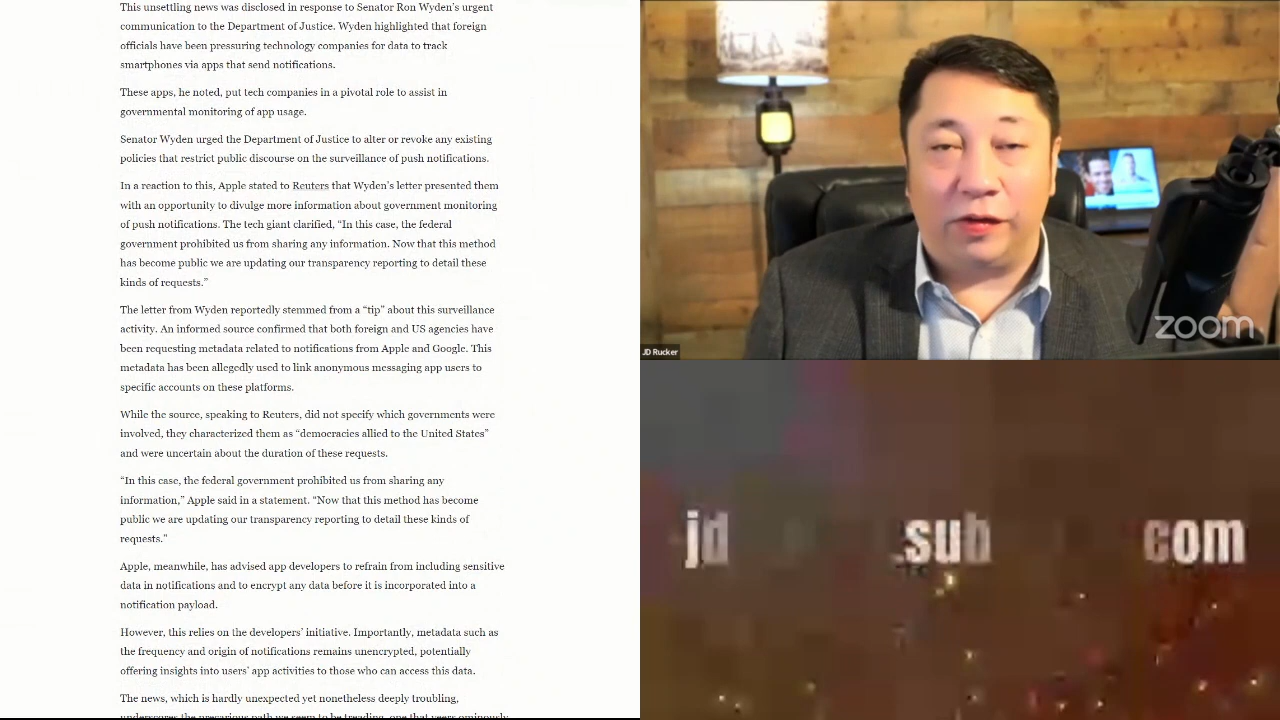 This unsettling news was disclosed in response to Senator Ron Wyden’s urgent
communication to the Department of Justice. Wyden highlighted that foreign
officials have been pressuring technology companies for data to track
smartphones via apps that send notifications.
These apps, he noted, put tech companies in a pivotal role to assist in
governmental monitoring of app usage.
Senator Wyden urged the Department of Justice to alter or revoke any existing
policies that restrict public discourse on the surveillance of push notifications.
In a reaction to this, Apple stated to Reuters that Wyden’s letter presented them
with an opportunity to divulge more information about government monitoring
of push notifications. The tech giant clarified, “In this case, the federal
government prohibited us from sharing any information. Now that this method
has become public we are updating our transparency reporting to detail these
kinds of requests.”
The letter from Wyden reportedly stemmed from a “tip” about this surveillance
activity. An informed source confirmed that both foreign and US agencies have
been requesting metadata related to notifications from Apple and Google. This
metadata has been allegedly used to link anonymous messaging app users to
specific accounts on these platforms.
While the source, speaking to Reuters, did not specify which governments were
involved, they characterized them as “democracies allied to the United States”
and were uncertain about the duration of these requests.
“In this case, the federal government prohibited us from sharing any
information,” Apple said in a statement. “Now that this method has become
public we are updating our transparency reporting to detail these kinds of
requests.”
Apple, meanwhile, has advised app developers to refrain from including sensitive
data in notifications and to encrypt any data before it is incorporated into a
notification payload.
However, this relies on the developers’ initiative. Importantly, metadata such as
the frequency and origin of notifications remains unencrypted, potentially
offering insights into users’ app activities to those who can access this data.
The news, which is hardly unexpected yet nonetheless deeply troubling,
underscores the precarious path we seem to be treading, one that veers ominously
zoom
JD Rucker
jd .sub com